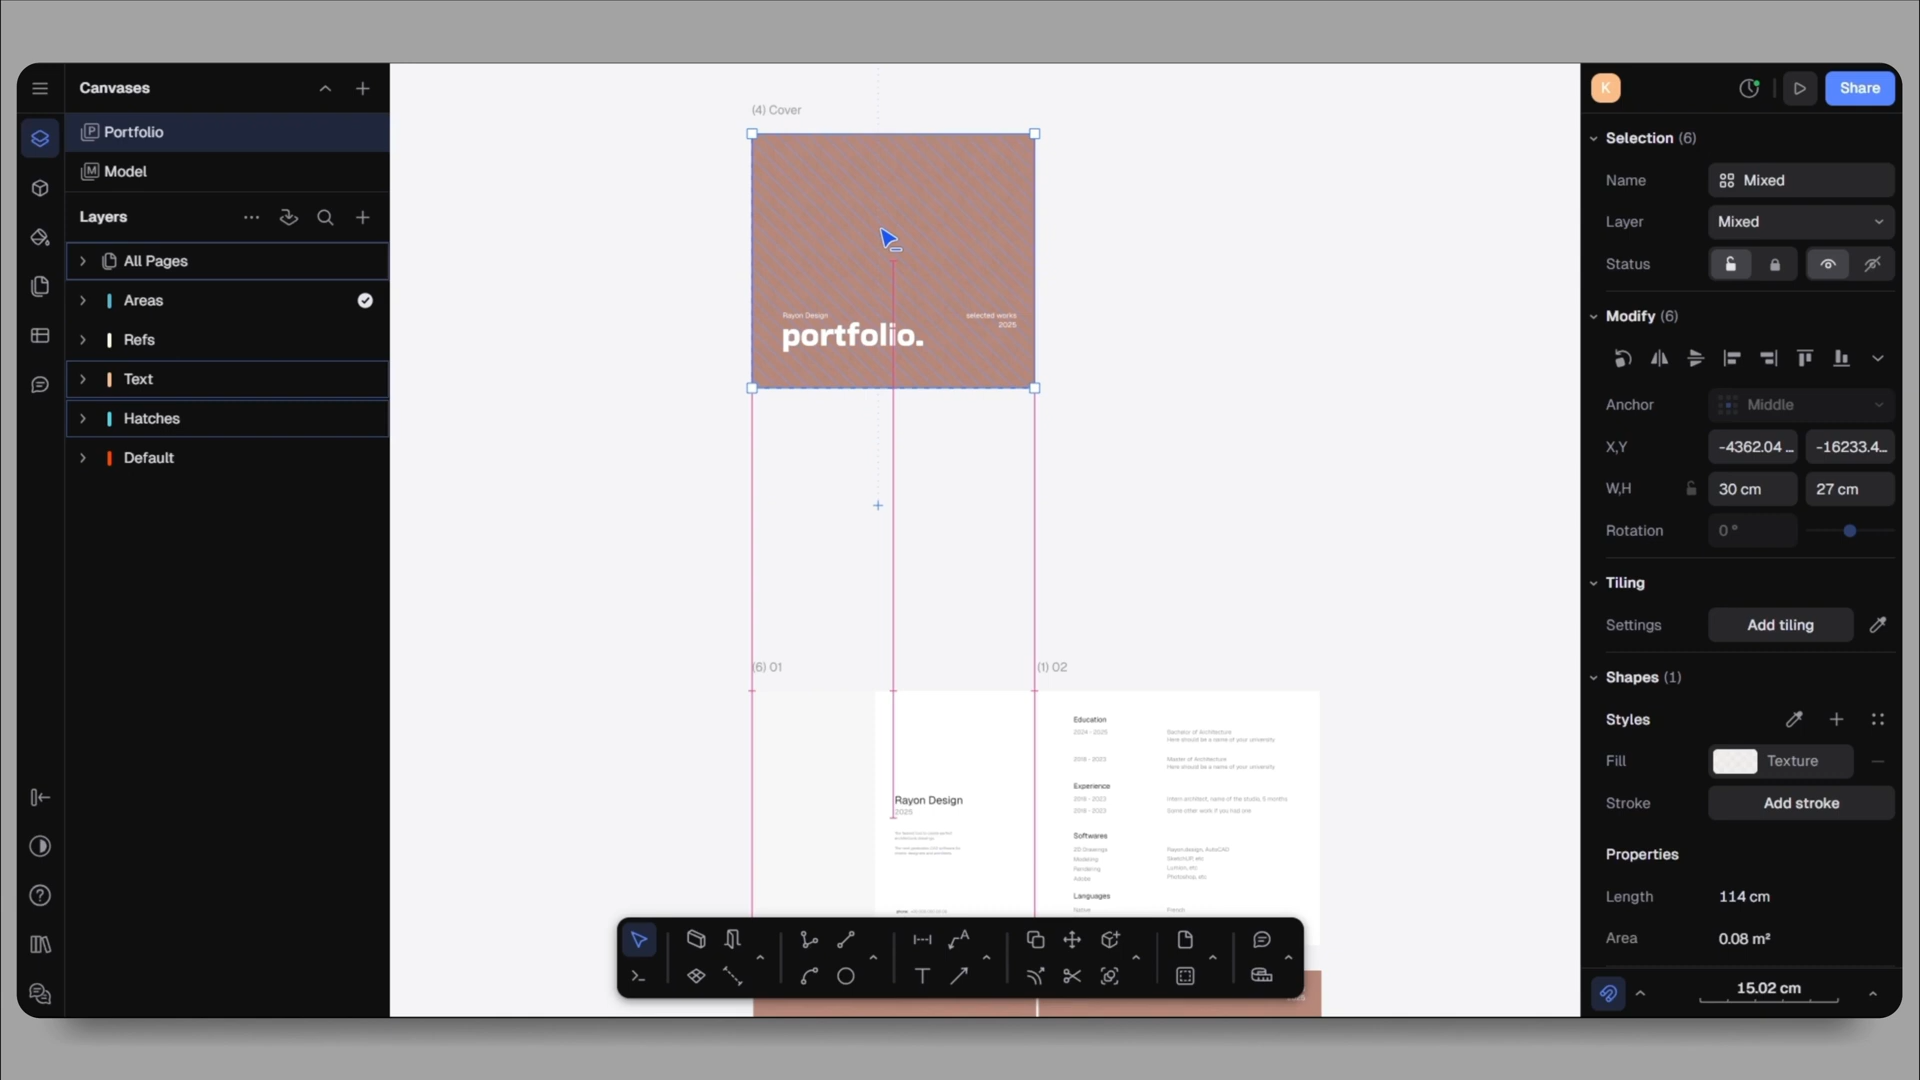 Canvases
Portfolio
Model
Layers
All Pages
Areas
Refs
Text
Hatches
Default
(4) Cover
Rayon Design
selected works
2025
portfolio.
(6) 01
(1) 02
Rayon Design
2025
Education
2024 - 2025
Bachelor of Architecture
Here should be a name of your university
2018 - 2023
Master of Architecture
Here should be a name of your university
Experience
2018 - 2023
Intern architect, name of the studio, 5 months
2018 - 2023
Some other work if you had one
Softwares
2D Drawings
Rayon.design, AutoCAD
Modeling
SketchUP, etc
Rendering
Lumion, etc
Adobe
Photoshop, etc
Languages
Native
French
phone
K
Share
Selection (6)
Name
Mixed
Layer
Mixed
Status
Modify (6)
Anchor
Middle
X,Y
-4362.04 ...
-16233.4...
W,H
30 cm
27 cm
Rotation
0 °
Tiling
Settings
Add tiling
Shapes (1)
Styles
Fill
Texture
Stroke
Add stroke
Properties
Length
114 cm
Area
0.08 m²
15.02 cm